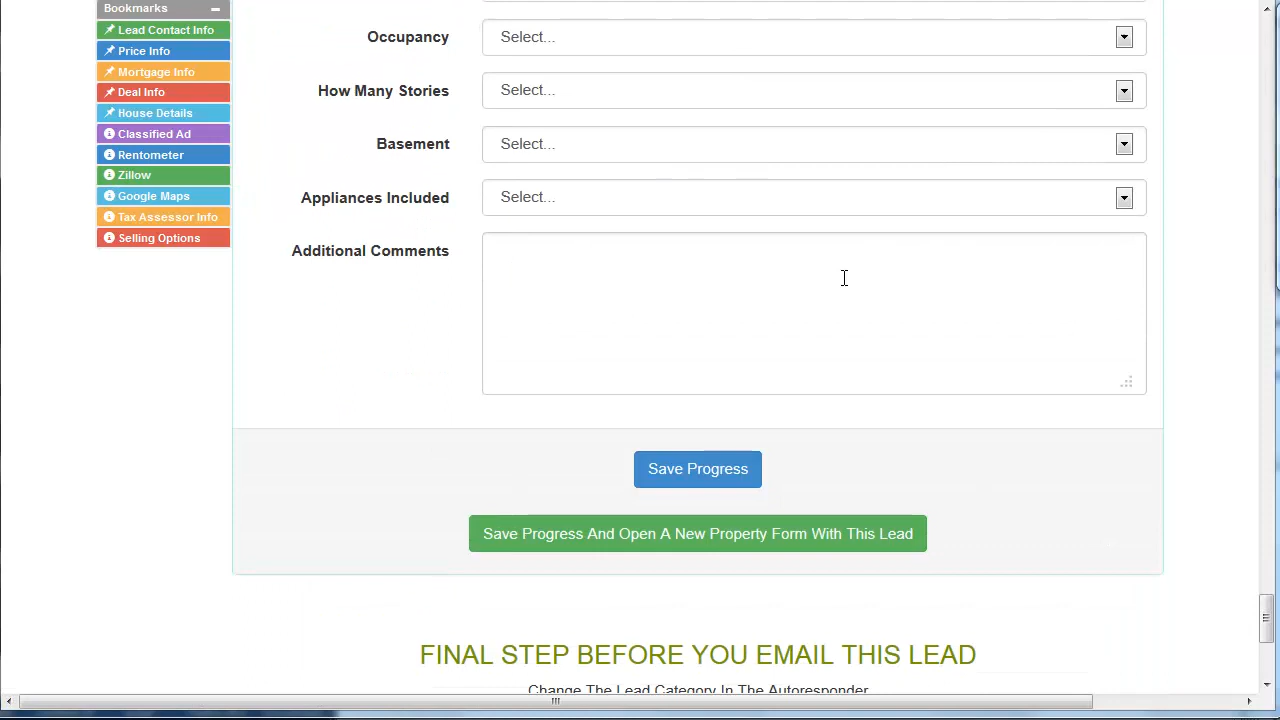 Bookmarks
Lead Contact Info
Price Info
Mortgage Info
Deal Info
House Details
Classified Ad
Rentometer
Zillow
Google Maps
Tax Assessor Info
Selling Options
Occupancy Select...
How Many Stories Select...
Basement Select...
Appliances Included Select...
Additional Comments
Save Progress
Save Progress And Open A New Property Form With This Lead
FINAL STEP BEFORE YOU EMAIL THIS LEAD
Change The Lead Category In The Autoresponder